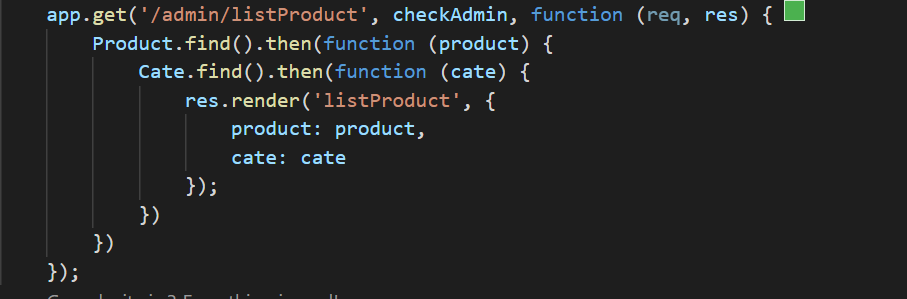 app.get('/admin/listProduct', checkAdmin, function (req, res) {
Product.find().then(function (product) {
Cate.find().then(function (cate) {
res.render('listProduct', {
product: product,
cate: cate
});
})
})
});